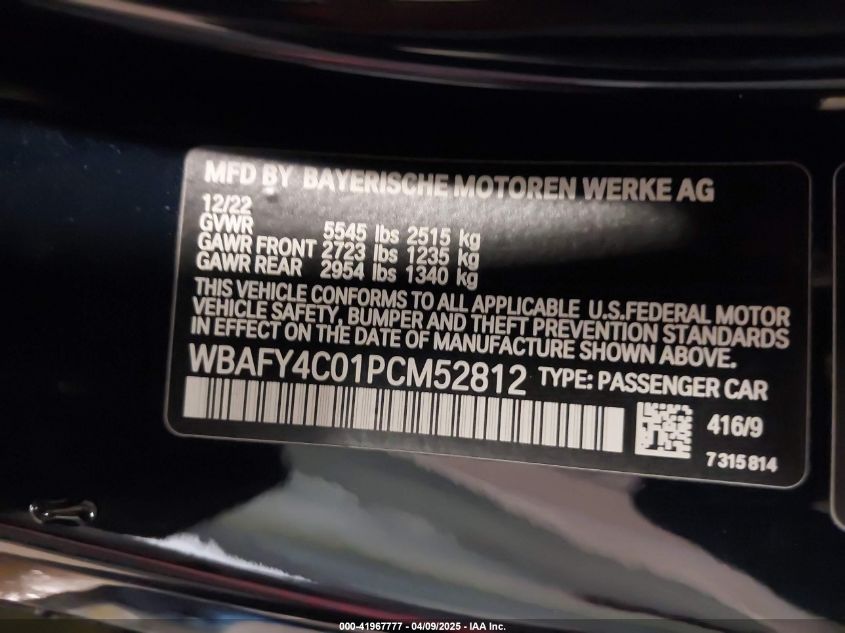 MFD BY BAYERISCHE MOTOREN WERKE AG
12/22
GVWR 5545 lbs 2515 kg
GAWR FRONT 2723 lbs 1235 kg
GAWR REAR 2954 lbs 1340 kg
THIS VEHICLE CONFORMS TO ALL APPLICABLE U.S.FEDERAL MOTOR
VEHICLE SAFETY, BUMPER AND THEFT PREVENTION STANDARDS
IN EFFECT ON THE DATE OF MANUFACTURE SHOWN ABOVE.
WBAFY4C01PCM52812 TYPE: PASSENGER CAR
416/9
7315814
000-41967777 - 04/09/2025 - IAA Inc.